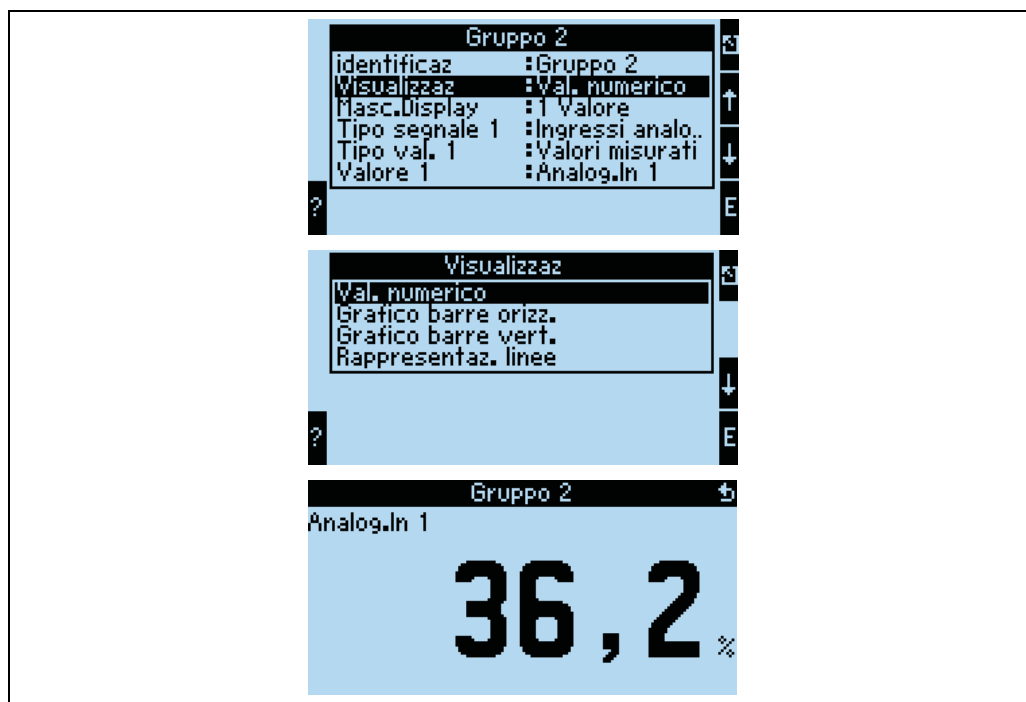 Gruppo 2
identificaz :Gruppo 2
Visualizzaz :Val. numerico
Masc.Display :1 Valore
Tipo segnale 1 :Ingressi analo..
Tipo val. 1 :Valori misurati
Valore 1 :Analog.In 1
? E
Visualizzaz
Val. numerico
Grafico barre orizz.
Grafico barre vert.
Rappresentaz. linee
? E
Gruppo 2
Analog.In 1
36,2 %